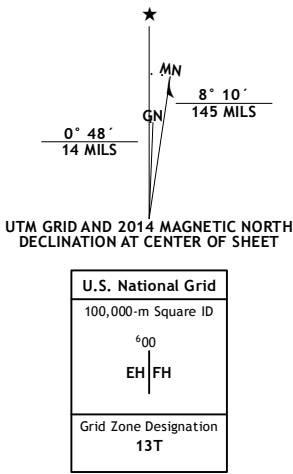 ★
MN
8° 10´
145 MILS
GN
0° 48´
14 MILS
UTM GRID AND 2014 MAGNETIC NORTH
DECLINATION AT CENTER OF SHEET
U.S. National Grid
100,000-m Square ID
⁶00
EH FH
Grid Zone Designation
13T